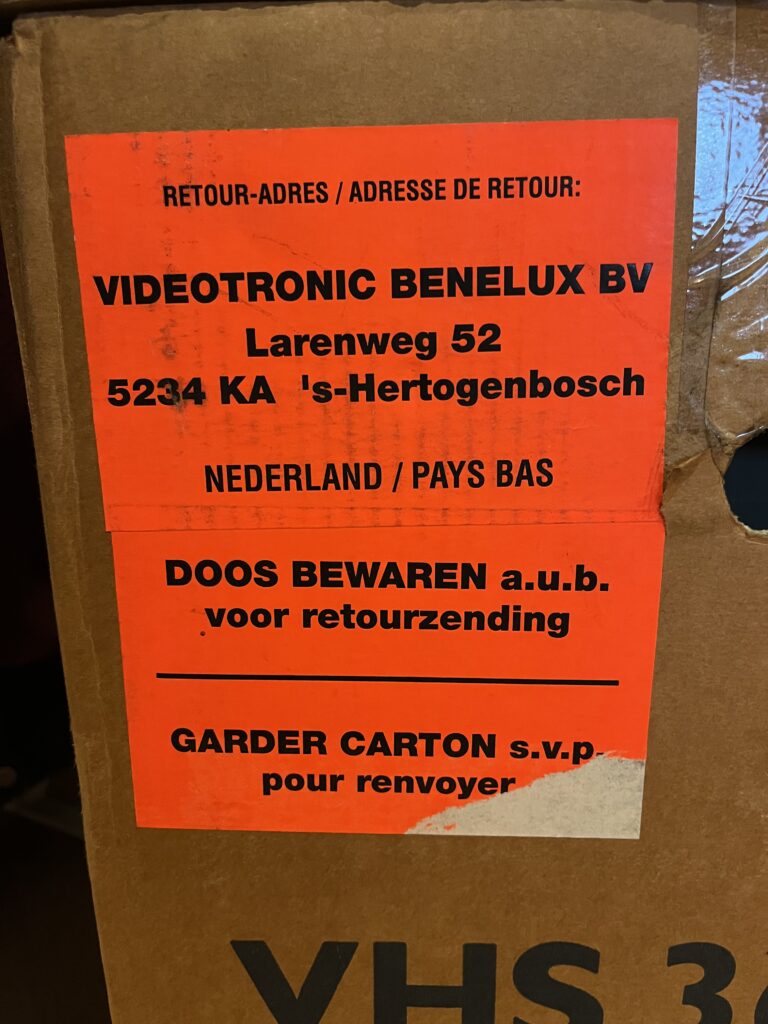 RETOUR-ADRES / ADRESSE DE RETOUR:
VIDEOTRONIC BENELUX BV
Larenweg 52
5234 KA 's-Hertogenbosch
NEDERLAND / PAYS BAS
DOOS BEWAREN a.u.b.
voor retourzending
GARDER CARTON s.v.p.
pour renvoyer
VHS